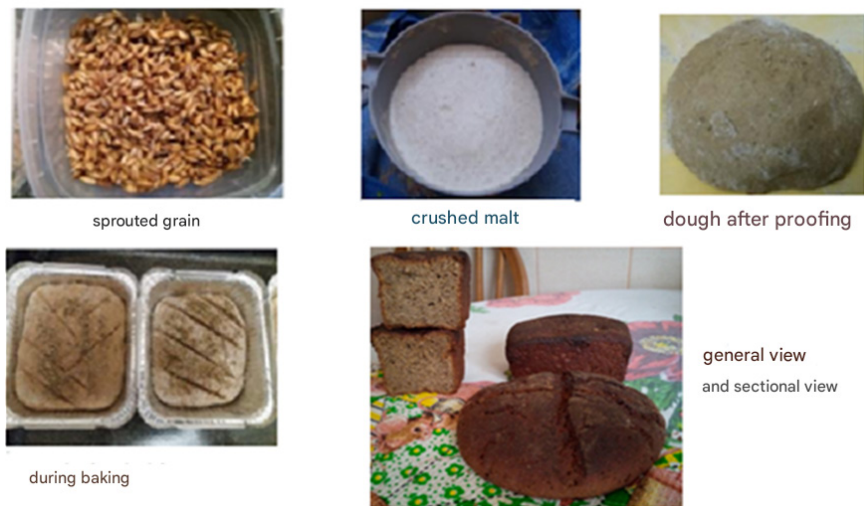 sprouted grain
crushed malt
dough after proofing
general view
and sectional view
during baking